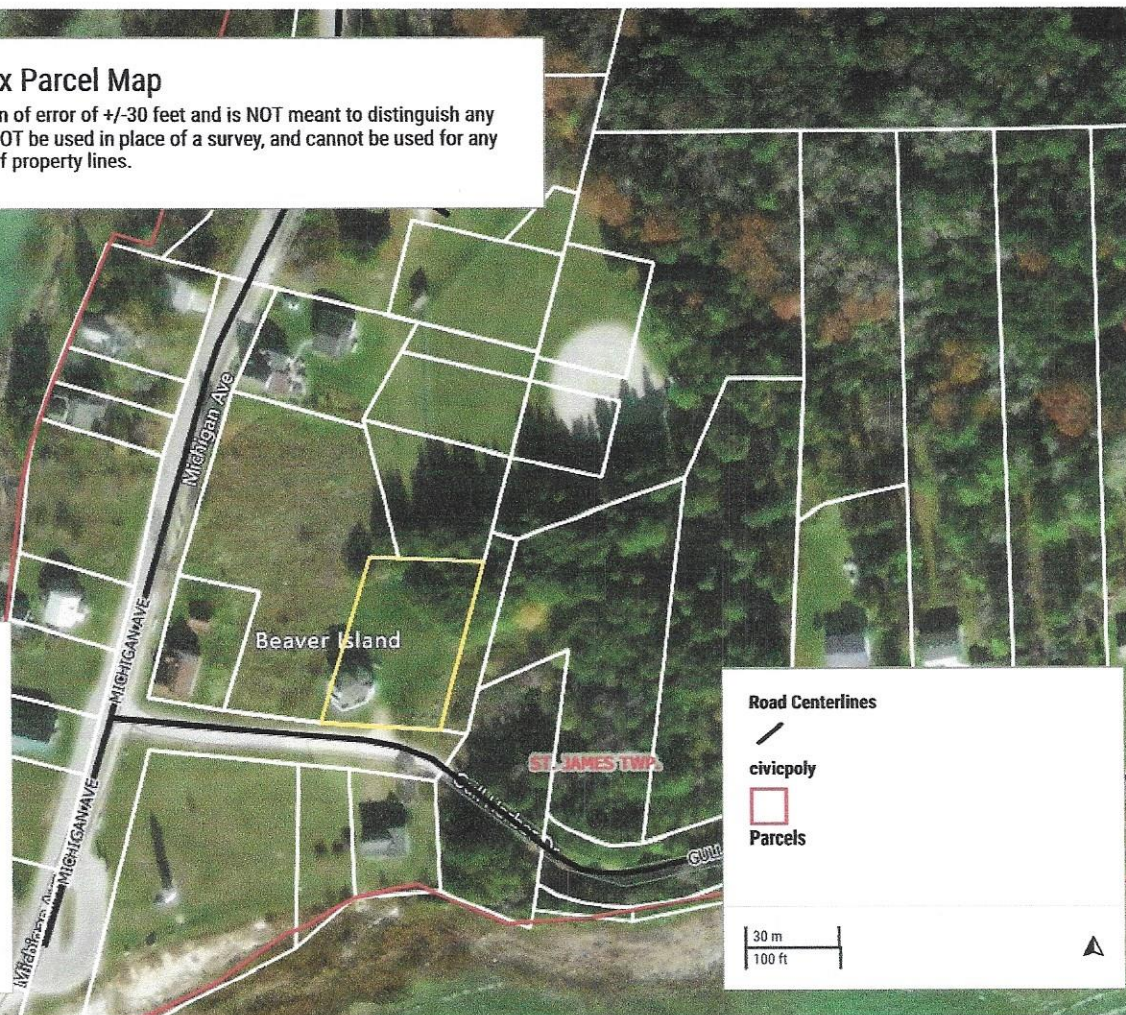 x Parcel Map
n of error of +/-30 feet and is NOT meant to distinguish any
OT be used in place of a survey, and cannot be used for any
f property lines.
Michigan Ave
MICHIGAN AVE
Beaver Island
MICHIGAN AVE
Michigan Ave
ST. JAMES TWP.
GULL
Road Centerlines
civicpoly
Parcels
30 m
100 ft